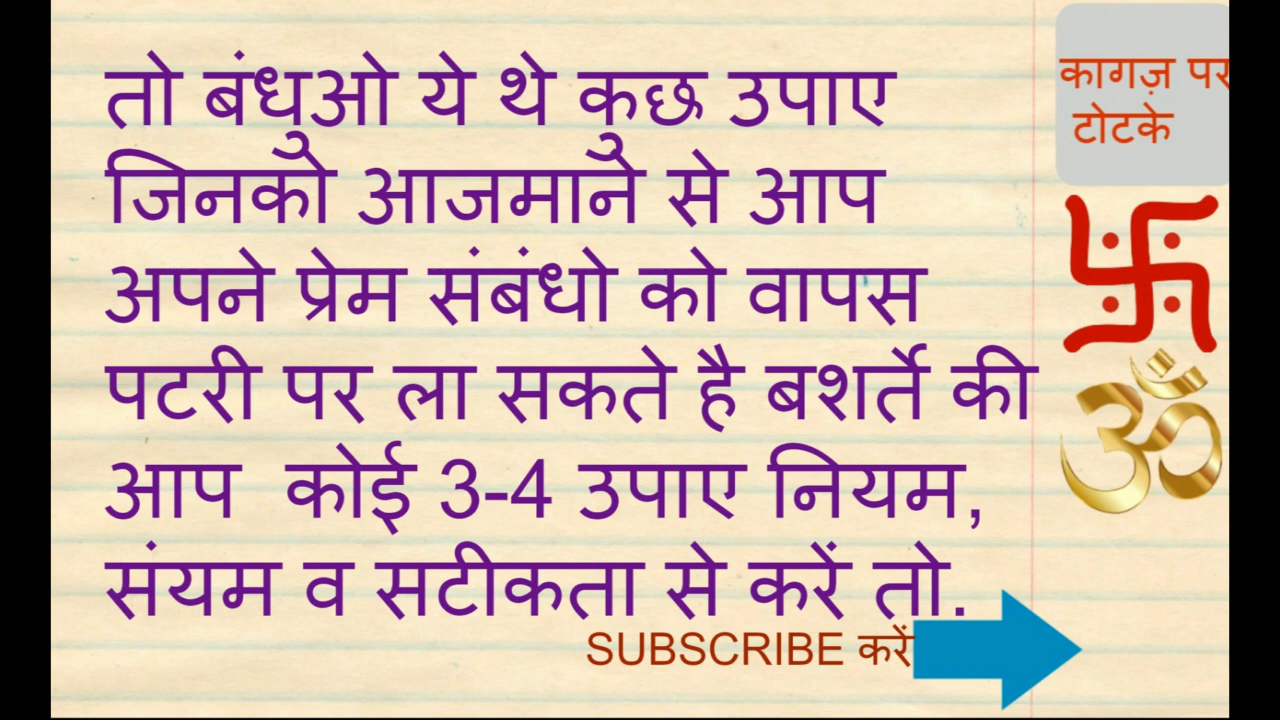 तो बंधुओ ये थे कुछ उपाए
जिनको आजमाने से आप
अपने प्रेम संबंधो को वापस
पटरी पर ला सकते है बशर्ते की
आप कोई 3-4 उपाए नियम,
संयम व सटीकता से करें तो.
SUBSCRIBE करें
कागज़ पर
टोटके
ॐ